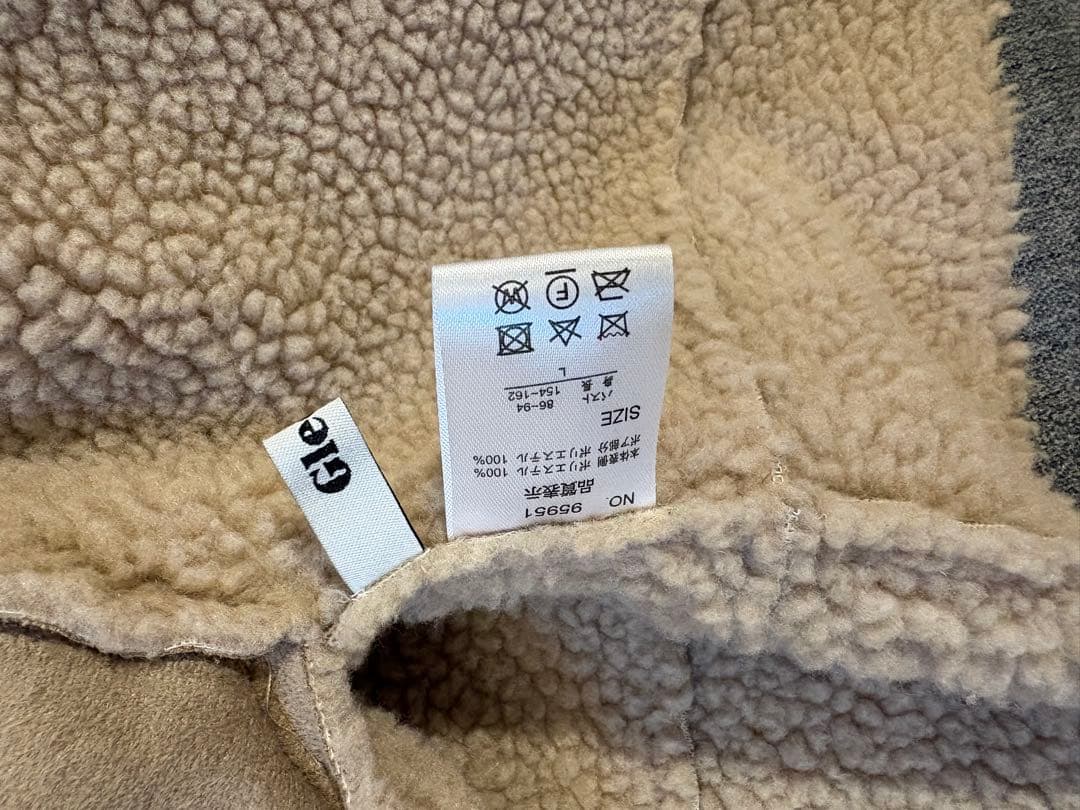 NO. 95951
品質表示
本体表側 ポリエステル 100%
ボア部分 ポリエステル 100%
SIZE
バスト 86-94
身長 154-162
L
F
W
Gle